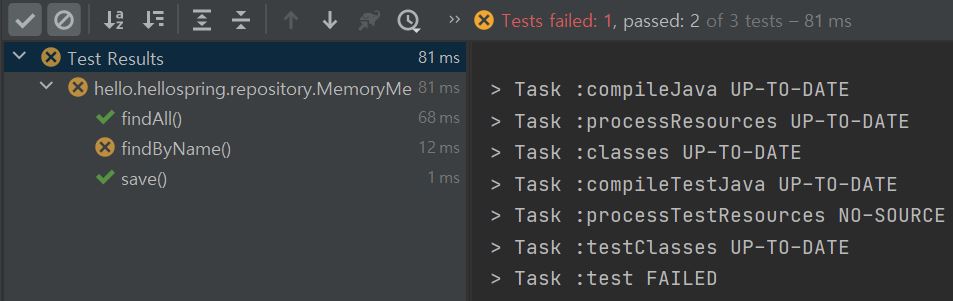 Tests failed: 1, passed: 2 of 3 tests – 81 ms
Test Results 81 ms
hello.hellospring.repository.MemoryMe 81 ms
findAll() 68 ms
findByName() 12 ms
save() 1 ms
> Task :compileJava UP-TO-DATE
> Task :processResources UP-TO-DATE
> Task :classes UP-TO-DATE
> Task :compileTestJava UP-TO-DATE
> Task :processTestResources NO-SOURCE
> Task :testClasses UP-TO-DATE
> Task :test FAILED